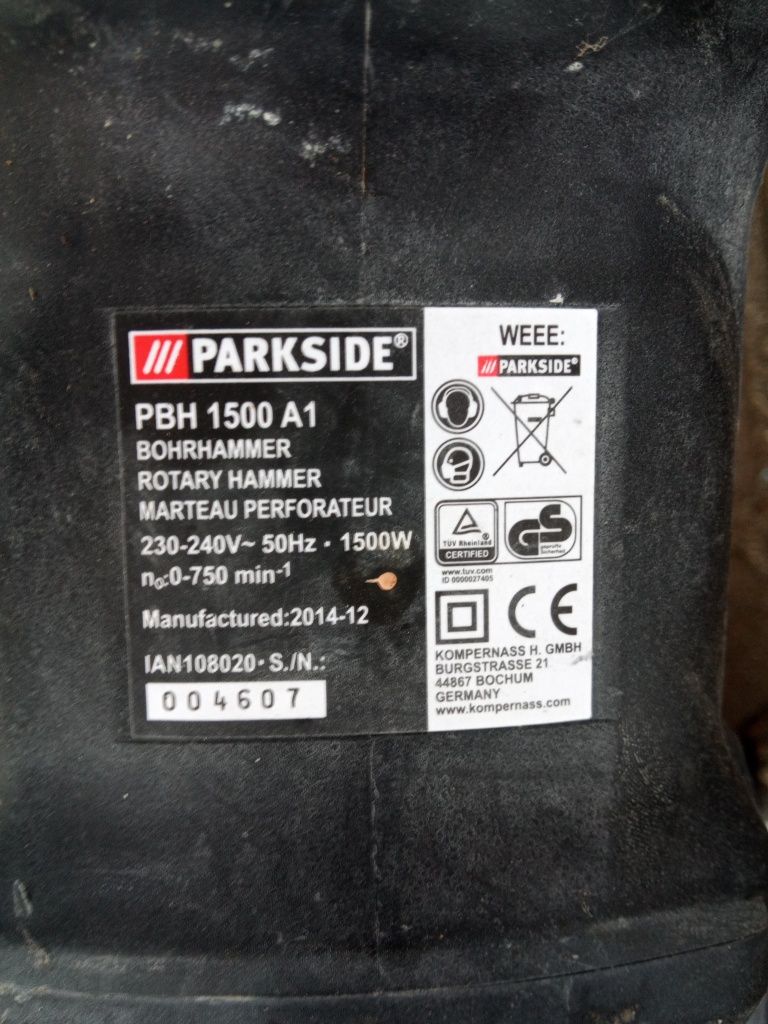 /// PARKSIDE®
PBH 1500 A1
BOHRHAMMER
ROTARY HAMMER
MARTEAU PERFORATEUR
230-240V~ 50Hz · 1500W
n₀:0-750 min-1
Manufactured:2014-12
IAN108020 · S./N.:
004607
WEEE:
/// PARKSIDE®
TÜV Rheinland
CERTIFIED
GS
geprüfte
Sicherheit
www.tuv.com
ID 0000027405
CE
KOMPERNASS H. GMBH
BURGSTRASSE 21
44867 BOCHUM
GERMANY
www.kompernass.com